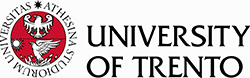 ATHESINA STUDIORUM UNIVERSITAS
UNIVERSITY
OF TRENTO